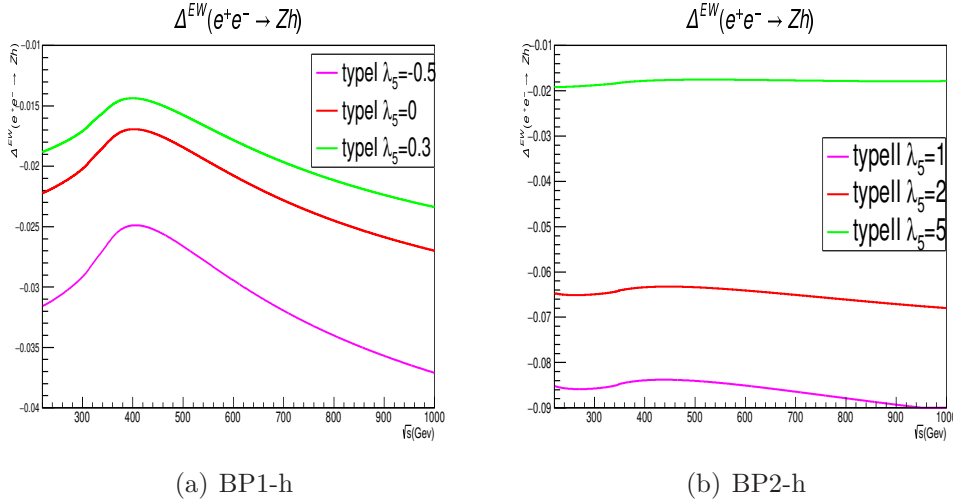 Δ^EW(e⁺e⁻ → Zh)
Δ^EW(e⁺e⁻ → Zh)
−0.01
−0.015
−0.02
−0.025
−0.03
−0.035
−0.04
300 400 500 600 700 800 900 1000
√s(Gev)
typeI λ₅=-0.5
typeI λ₅=0
typeI λ₅=0.3
(a) BP1-h
Δ^EW(e⁺e⁻ → Zh)
Δ^EW(e⁺e⁻ → Zh)
−0.01
−0.02
−0.03
−0.04
−0.05
−0.06
−0.07
−0.08
−0.09
300 400 500 600 700 800 900 1000
√s(Gev)
typeII λ₅=1
typeII λ₅=2
typeII λ₅=5
(b) BP2-h